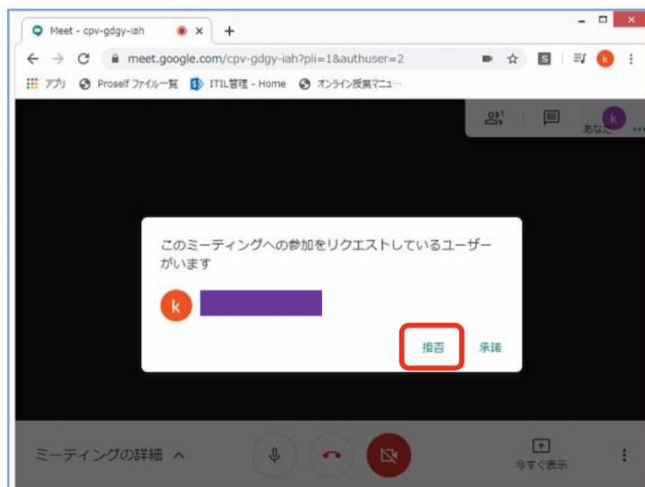 Meet - cpv-gdgy-iah
meet.google.com/cpv-gdgy-iah?pli=1&authuser=2
S
k
アプリ
Proself ファイル一覧
ITIL管理 - Home
オンライン授業マニュ…
1
あなた
k
このミーティングへの参加をリクエストしているユーザー
がいます
k
拒否
承諾
ミーティングの詳細
今すぐ表示